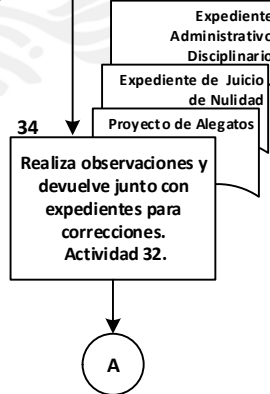 Expediente
Administrativo
Disciplinario
Expediente de Juicio
de Nulidad
Proyecto de Alegatos
34
Realiza observaciones y
devuelve junto con
expedientes para
correcciones.
Actividad 32.
A